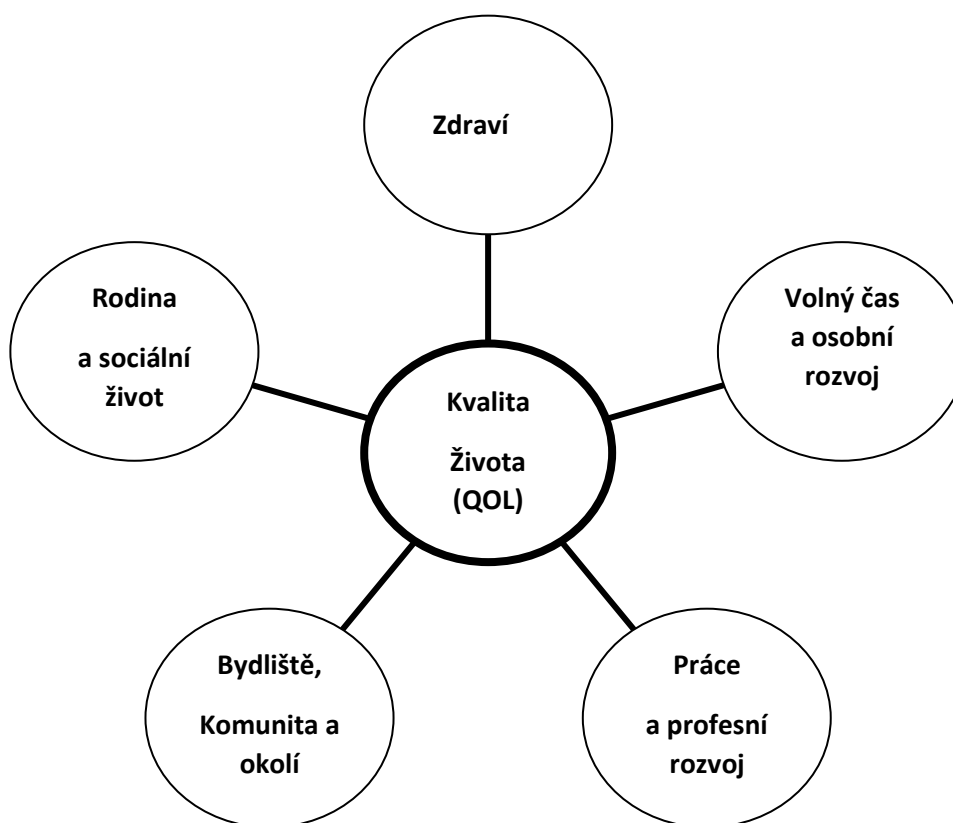 Zdraví
Rodina
a sociální
život
Volný čas
a osobní
rozvoj
Kvalita
Života
(QOL)
Bydliště,
Komunita a
okolí
Práce
a profesní
rozvoj